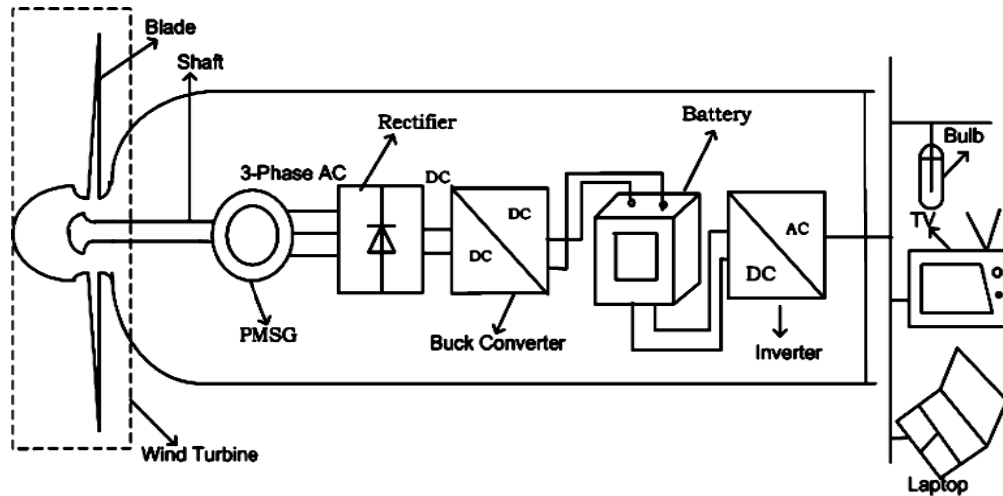 Blade
Shaft
Rectifier
Battery
Bulb
3-Phase AC
DC
DC
DC
AC
DC
TV
PMSG
Buck Converter
Inverter
Wind Turbine
Laptop